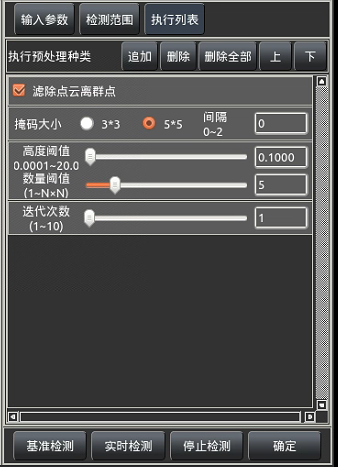 输入参数 检测范围 执行列表
执行预处理种类 追加 删除 删除全部 上 下
滤除点云离群点
掩码大小 3*3 5*5 间隔 0
0~2
高度阈值 0.1000
0.0001~20.0
数量阈值 5
(1~N×N)
迭代次数 1
(1~10)
基准检测 实时检测 停止检测 确定